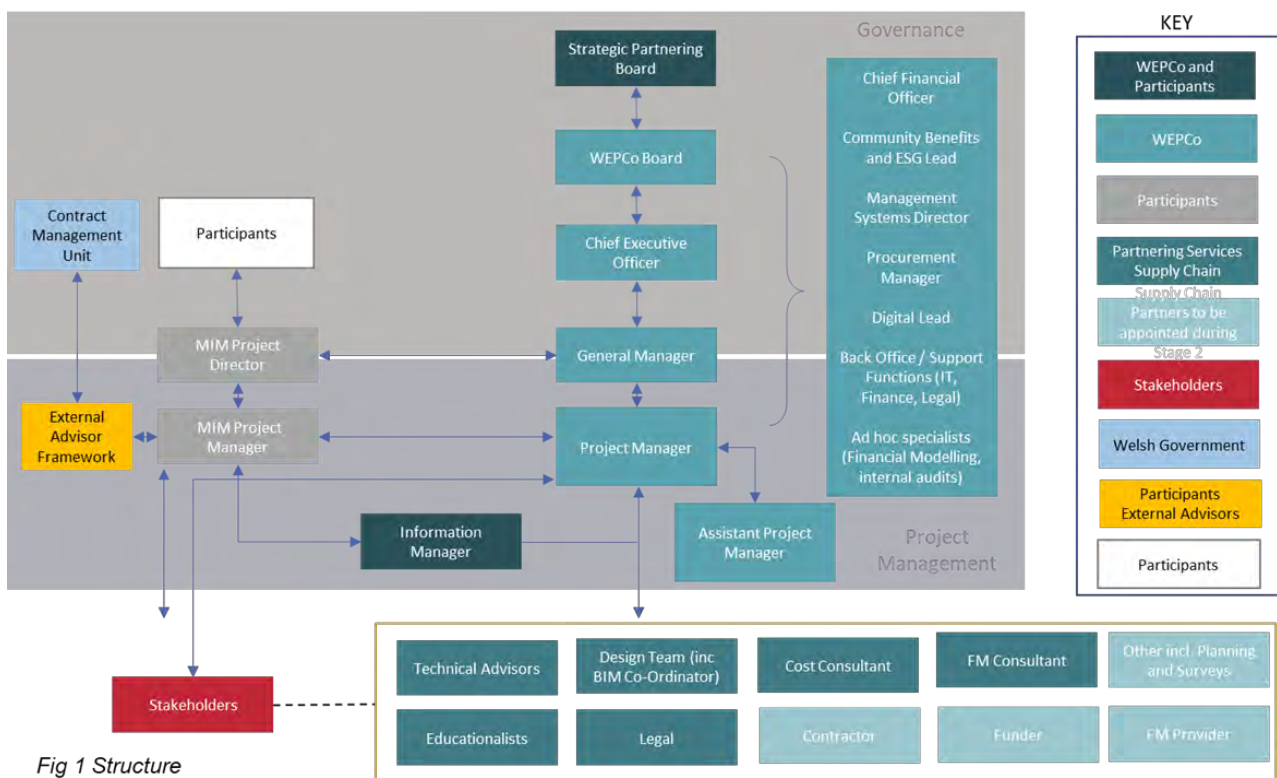 Governance
KEY
Strategic Partnering
Board
WEPCo Board
Chief Executive
Officer
General Manager
Project Manager
Assistant Project
Manager
Contract
Management
Unit
Participants
MIM Project
Director
MIM Project
Manager
External
Advisor
Framework
Information
Manager
Chief Financial
Officer
Community Benefits
and ESG Lead
Management
Systems Director
Procurement
Manager
Digital Lead
Back Office / Support
Functions (IT,
Finance, Legal)
Ad hoc specialists
(Financial Modelling,
internal audits)
Project
Management
WEPCo and
Participants
WEPCo
Participants
Partnering Services
Supply Chain
Supply Chain
Partners to be
appointed during
Stage 2
Stakeholders
Welsh Government
Participants
External Advisors
Participants
Stakeholders
Technical Advisors
Design Team (inc
BIM Co-Ordinator)
Cost Consultant
FM Consultant
Other incl. Planning
and Surveys
Educationalists
Legal
Contractor
Funder
FM Provider
Fig 1 Structure